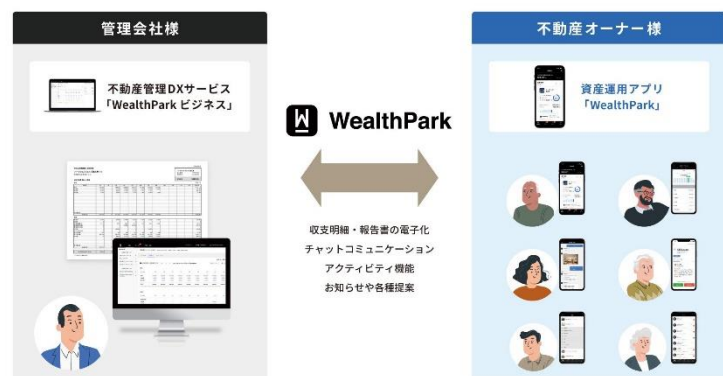 管理会社様
不動産管理DXサービス
「WealthPark ビジネス」
WealthPark
収支明細・報告書の電子化
チャットコミュニケーション
アクティビティ機能
お知らせや各種提案
不動産オーナー様
資産運用アプリ
「WealthPark」